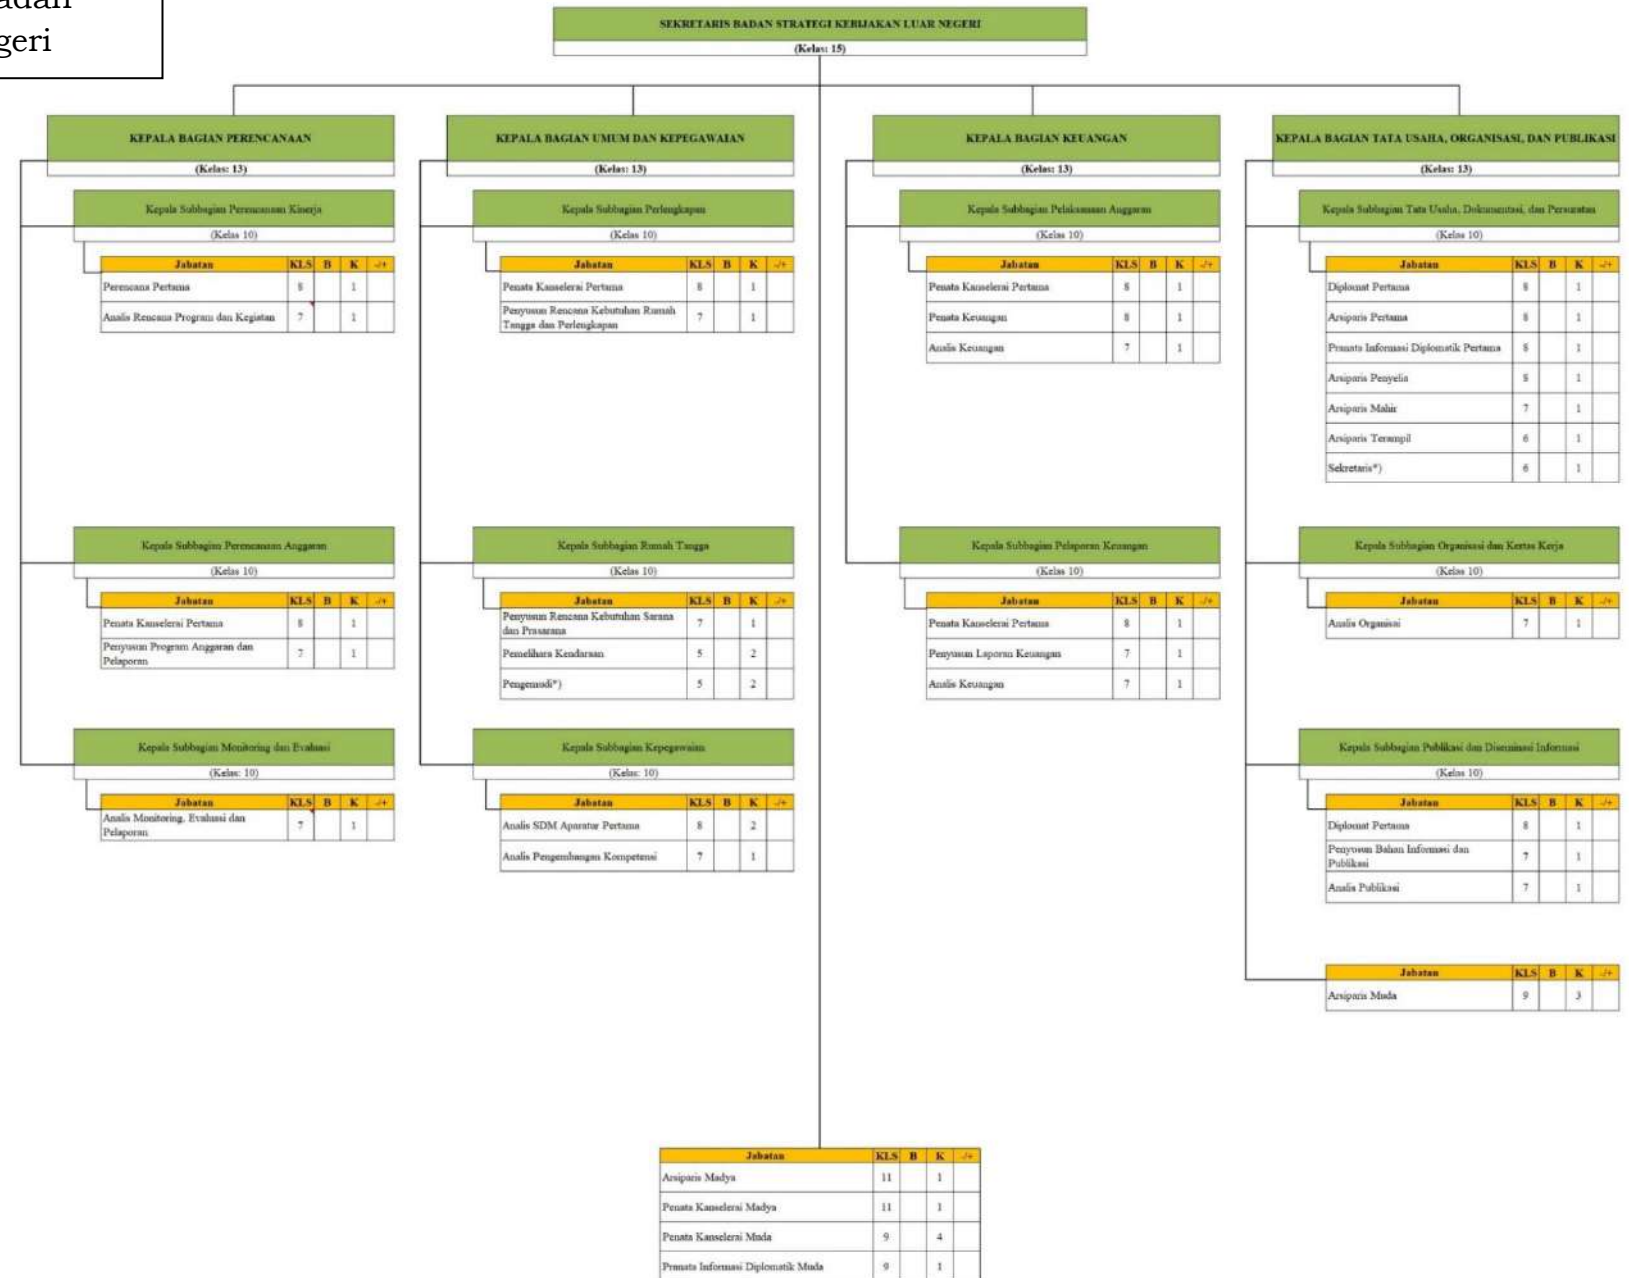 adan
geri
SEKRETARIS BADAN STRATEGI KEBIJAKAN LUAR NEGERI
(Kelas: 15)
KEPALA BAGIAN PERENCANAAN
(Kelas: 13)
Kepala Subbagian Perencanaan Kinerja
(Kelas 10)
Jabatan KLS B K -/+
Perencana Pertama 8 1
Analis Rencana Program dan Kegiatan 7 1
Kepala Subbagian Perencanaan Anggaran
(Kelas 10)
Jabatan KLS B K -/+
Penata Kanselerai Pertama 8 1
Penyusun Program Anggaran dan
Pelaporan 7 1
Kepala Subbagian Monitoring dan Evaluasi
(Kelas: 10)
Jabatan KLS B K -/+
Analis Monitoring, Evaluasi dan
Pelaporan 7 1
KEPALA BAGIAN UMUM DAN KEPEGAWAIAN
(Kelas: 13)
Kepala Subbagian Perlengkapan
(Kelas 10)
Jabatan KLS B K -/+
Penata Kanselerai Pertama 8 1
Penyusun Rencana Kebutuhan Rumah
Tangga dan Perlengkapan 7 1
Kepala Subbagian Rumah Tangga
(Kelas 10)
Jabatan KLS B K -/+
Penyusun Rencana Kebutuhan Sarana
dan Prasarana 7 1
Pemelihara Kendaraan 5 2
Pengemudi*) 5 2
Kepala Subbagian Kepegawaian
(Kelas: 10)
Jabatan KLS B K -/+
Analis SDM Aparatur Pertama 8 2
Analis Pengembangan Kompetensi 7 1
KEPALA BAGIAN KEUANGAN
(Kelas: 13)
Kepala Subbagian Pelaksanaan Anggaran
(Kelas 10)
Jabatan KLS B K -/+
Penata Kanselerai Pertama 8 1
Penata Keuangan 8 1
Analis Keuangan 7 1
Kepala Subbagian Pelaporan Keuangan
(Kelas 10)
Jabatan KLS B K -/+
Penata Kanselerai Pertama 8 1
Penyusun Laporan Keuangan 7 1
Analis Keuangan 7 1
KEPALA BAGIAN TATA USAHA, ORGANISASI, DAN PUBLIKASI
(Kelas: 13)
Kepala Subbagian Tata Usaha, Dokumentasi, dan Persuratan
(Kelas 10)
Jabatan KLS B K -/+
Diplomat Pertama 8 1
Arsiparis Pertama 8 1
Pranata Informasi Diplomatik Pertama 8 1
Arsiparis Penyelia 8 1
Arsiparis Mahir 7 1
Arsiparis Terampil 6 1
Sekretaris*) 6 1
Kepala Subbagian Organisasi dan Kertas Kerja
(Kelas 10)
Jabatan KLS B K -/+
Analis Organisasi 7 1
Kepala Subbagian Publikasi dan Diseminasi Informasi
(Kelas 10)
Jabatan KLS B K -/+
Diplomat Pertama 8 1
Penyusun Bahan Informasi dan
Publikasi 7 1
Analis Publikasi 7 1
Jabatan KLS B K -/+
Arsiparis Muda 9 3
Jabatan KLS B K -/+
Arsiparis Madya 11 1
Penata Kanselerai Madya 11 1
Penata Kanselerai Muda 9 4
Pranata Informasi Diplomatik Muda 9 1